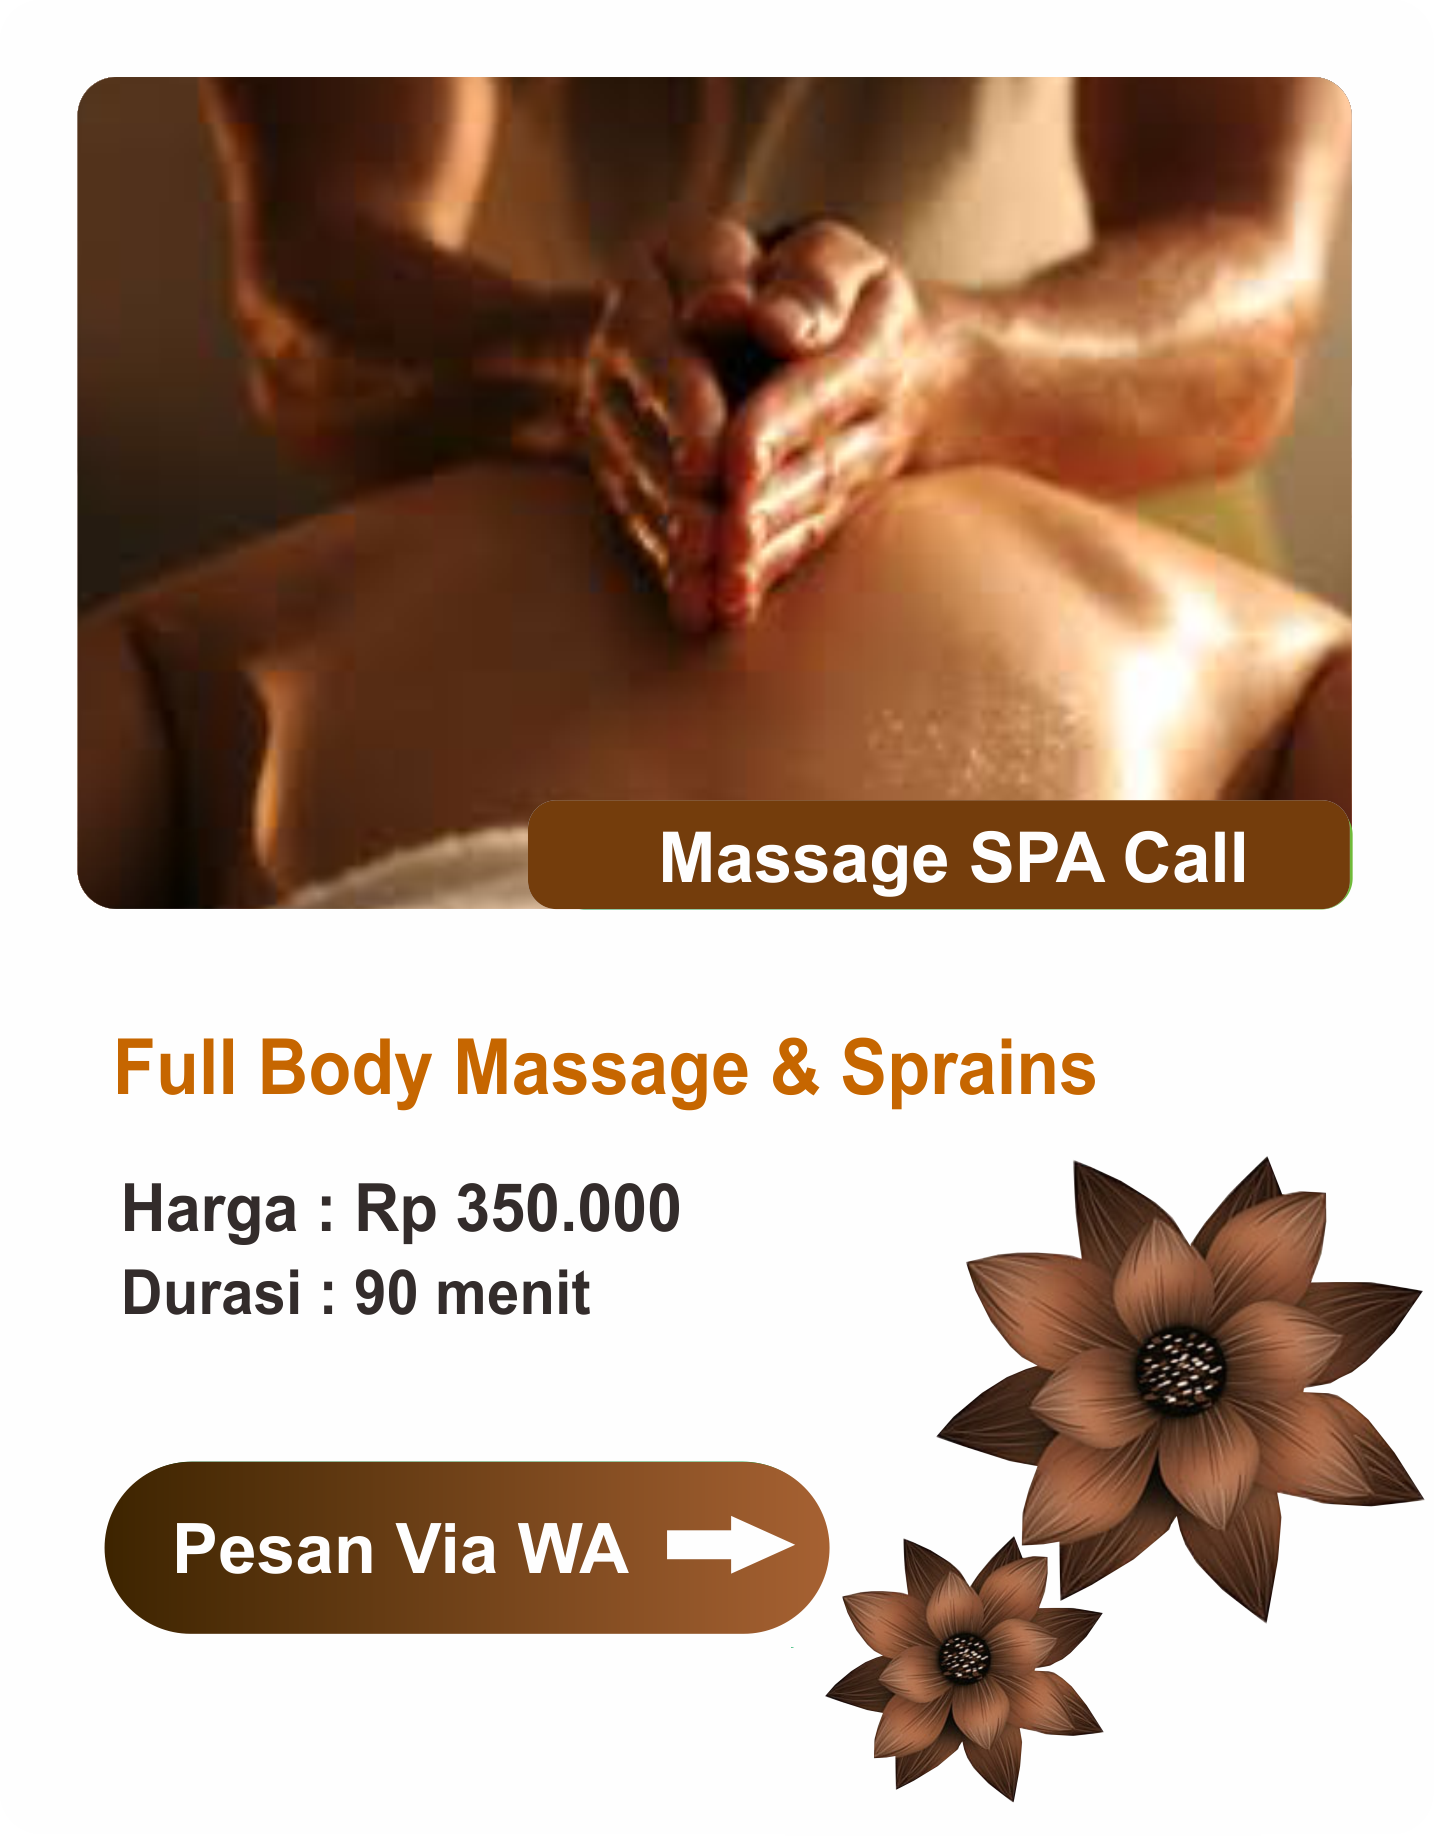 Massage SPA Call
Full Body Massage & Sprains
Harga : Rp 350.000
Durasi : 90 menit
Pesan Via WA